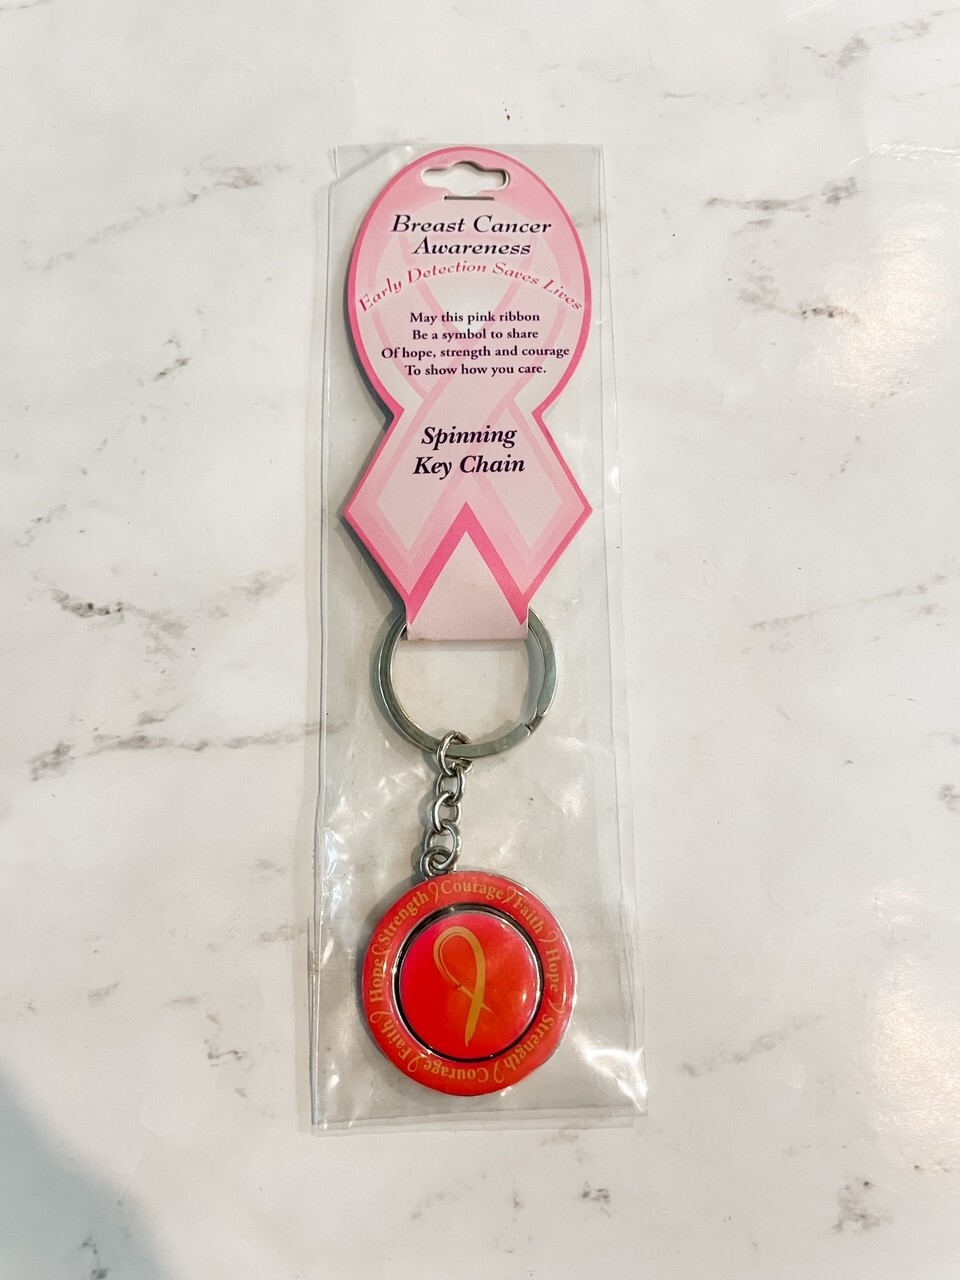 Breast Cancer
Awareness
Early Detection Saves Lives
May this pink ribbon
Be a symbol to share
Of hope, strength and courage
To show how you care.
Spinning
Key Chain
Strength Courage Faith Hope Strength Courage Faith Hope